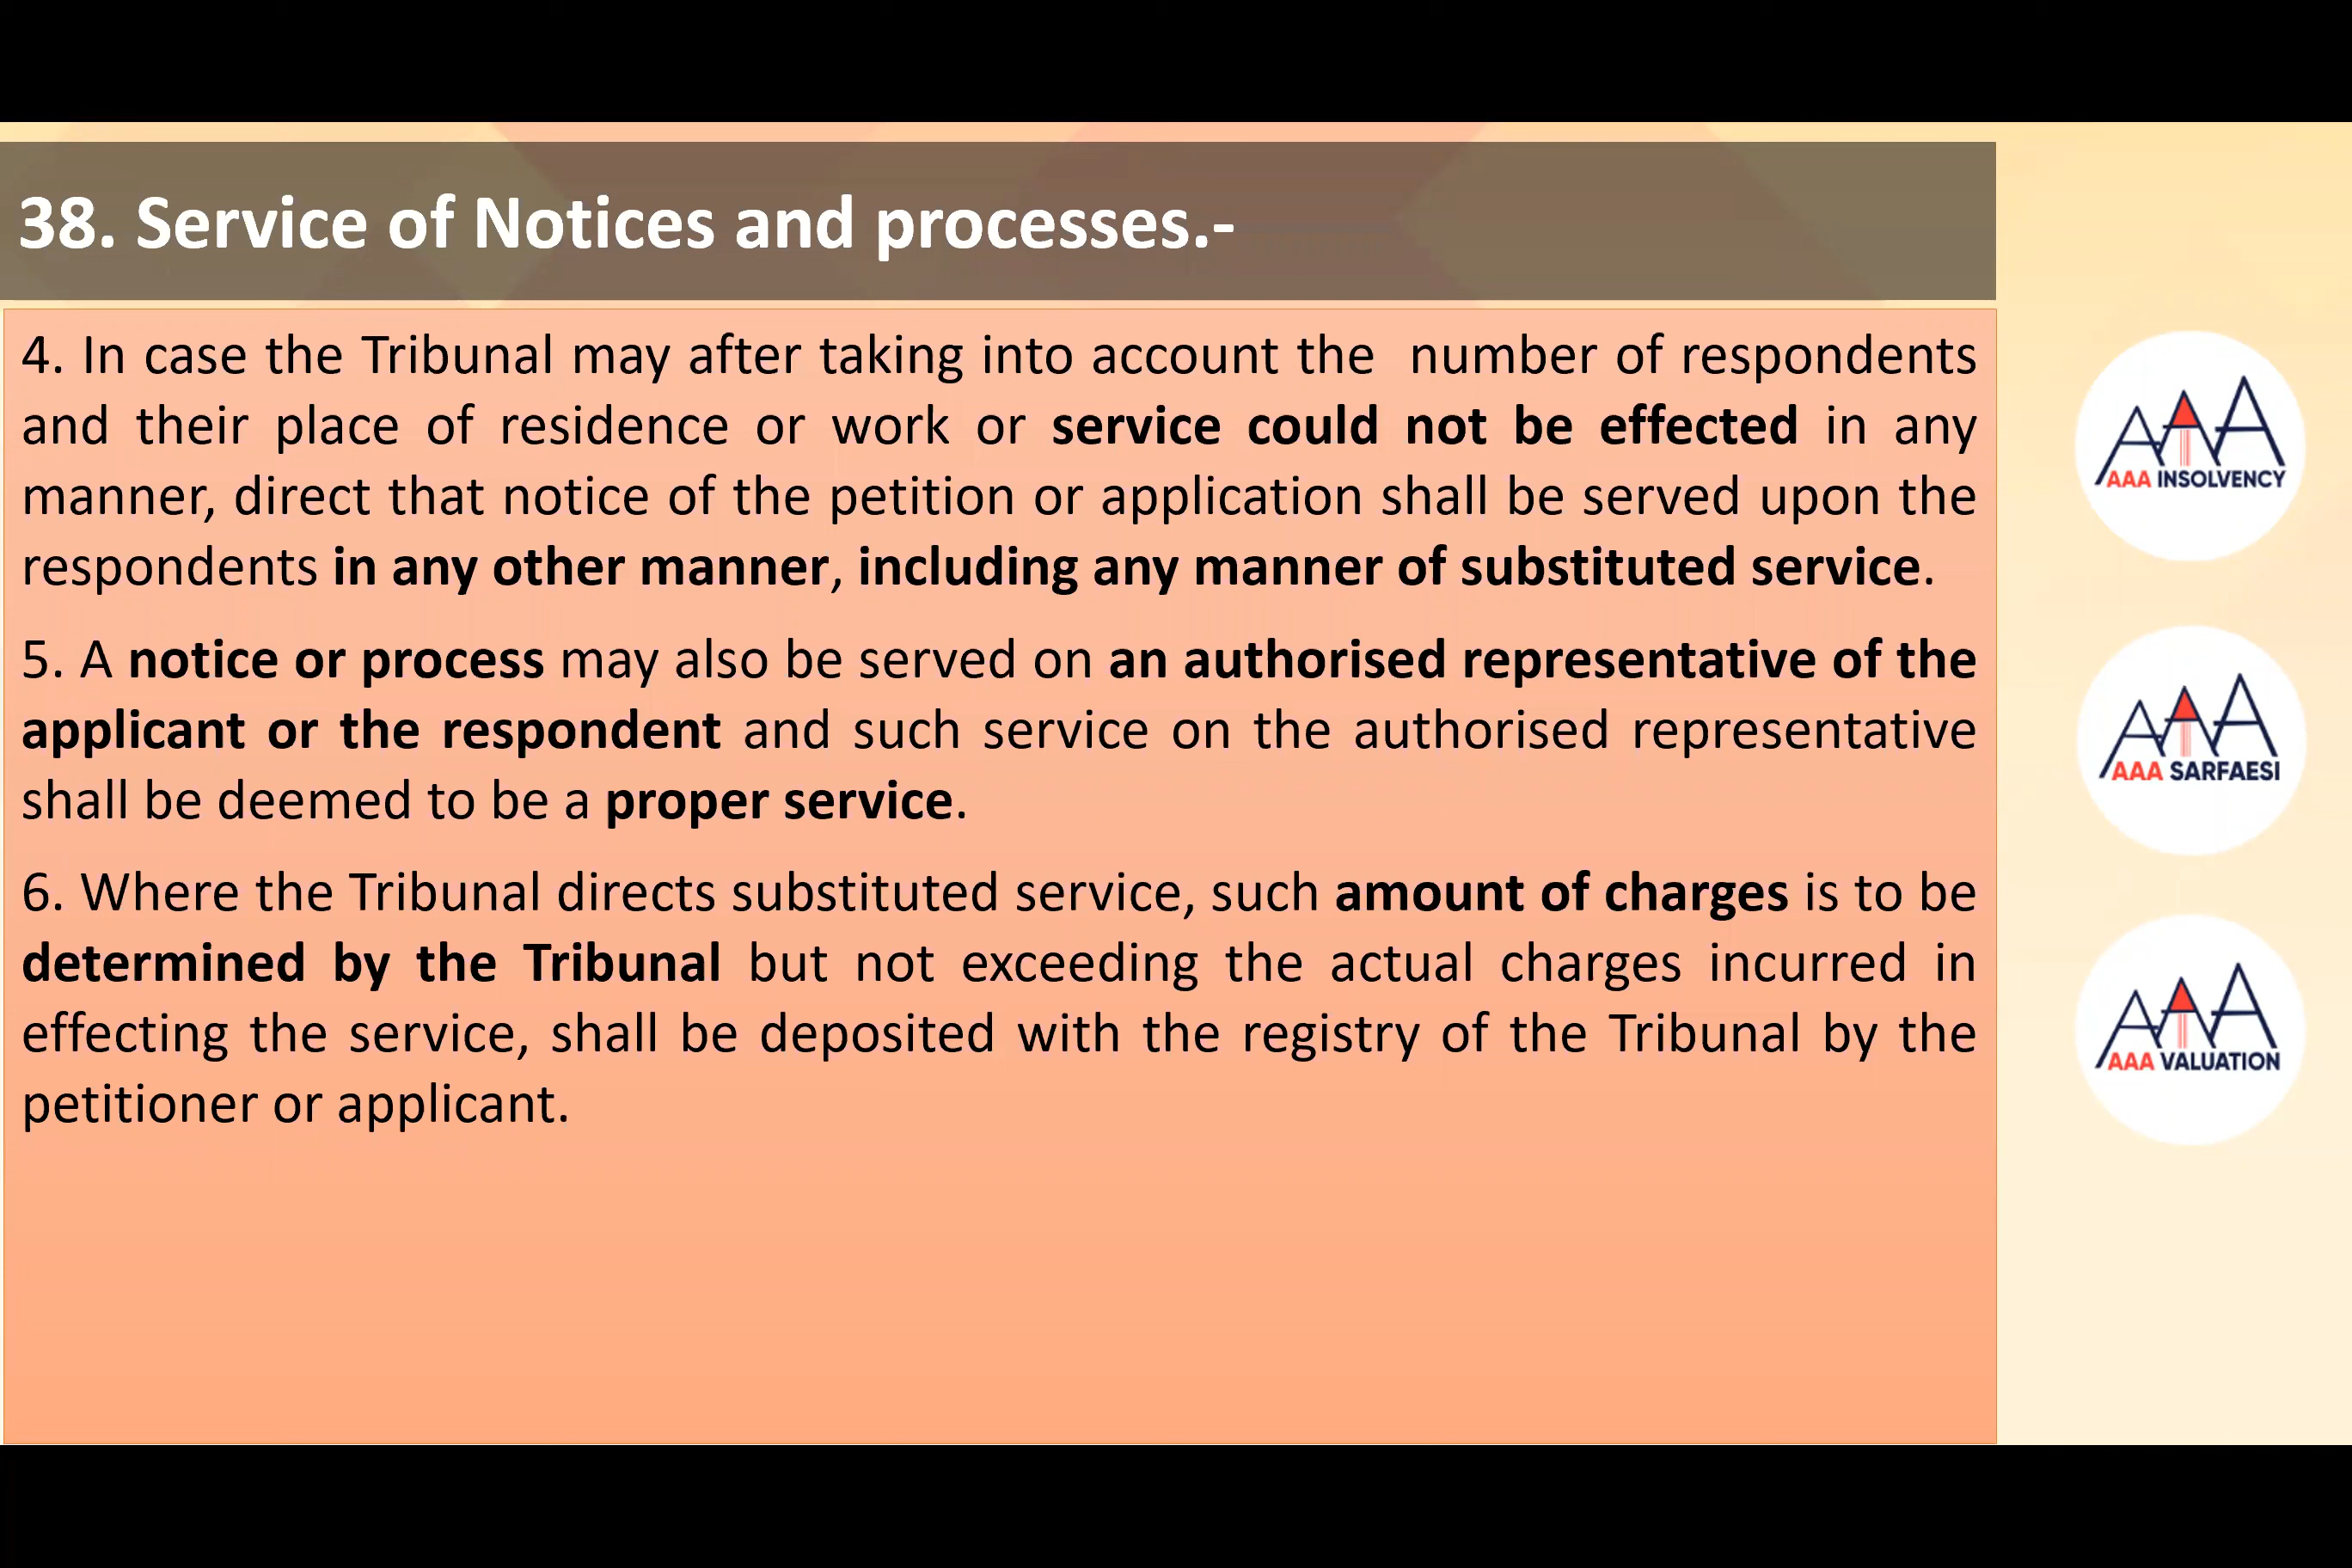 38. Service of Notices and processes.-
4. In case the Tribunal may after taking into account the number of respondents
and their place of residence or work or service could not be effected in any
manner, direct that notice of the petition or application shall be served upon the
respondents in any other manner, including any manner of substituted service.
5. A notice or process may also be served on an authorised representative of the
applicant or the respondent and such service on the authorised representative
shall be deemed to be a proper service.
6. Where the Tribunal directs substituted service, such amount of charges is to be
determined by the Tribunal but not exceeding the actual charges incurred in
effecting the service, shall be deposited with the registry of the Tribunal by the
petitioner or applicant.
AAA
AAA INSOLVENCY
AAA
AAA SARFAESI
AAA
AAA VALUATION